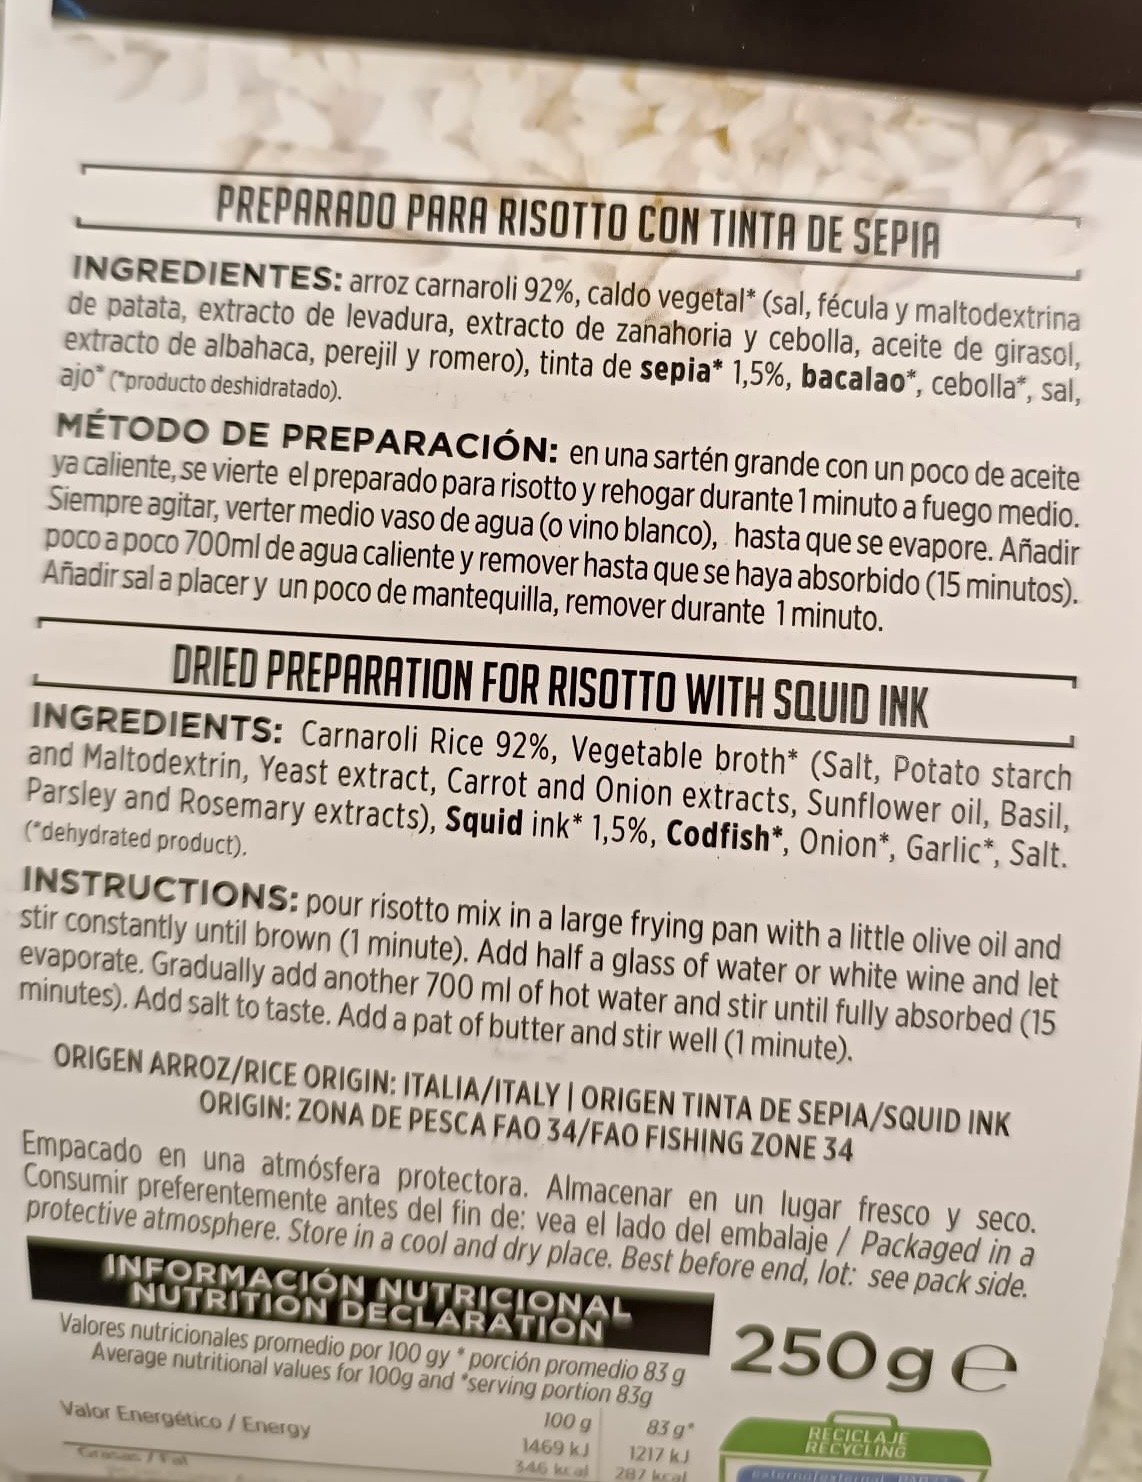 PREPARADO PARA RISOTTO CON TINTA DE SEPIA
INGREDIENTES: arroz carnaroli 92%, caldo vegetal* (sal, fécula y maltodextrina
de patata, extracto de levadura, extracto de zanahoria y cebolla, aceite de girasol,
extracto de albahaca, perejil y romero), tinta de sepia* 1,5%, bacalao*, cebolla*, sal,
ajo* (*producto deshidratado).
MÉTODO DE PREPARACIÓN: en una sartén grande con un poco de aceite
ya caliente, se vierte el preparado para risotto y rehogar durante 1 minuto a fuego medio.
Siempre agitar, verter medio vaso de agua (o vino blanco), hasta que se evapore. Añadir
poco a poco 700ml de agua caliente y remover hasta que se haya absorbido (15 minutos).
Añadir sal a placer y un poco de mantequilla, remover durante 1 minuto.
DRIED PREPARATION FOR RISOTTO WITH SQUID INK
INGREDIENTS: Carnaroli Rice 92%, Vegetable broth* (Salt, Potato starch
and Maltodextrin, Yeast extract, Carrot and Onion extracts, Sunflower oil, Basil,
Parsley and Rosemary extracts), Squid ink* 1,5%, Codfish*, Onion*, Garlic*, Salt.
(*dehydrated product).
INSTRUCTIONS: pour risotto mix in a large frying pan with a little olive oil and
stir constantly until brown (1 minute). Add half a glass of water or white wine and let
evaporate. Gradually add another 700 ml of hot water and stir until fully absorbed (15
minutes). Add salt to taste. Add a pat of butter and stir well (1 minute).
ORIGEN ARROZ/RICE ORIGIN: ITALIA/ITALY | ORIGEN TINTA DE SEPIA/SQUID INK
ORIGIN: ZONA DE PESCA FAO 34/FAO FISHING ZONE 34
Empacado en una atmósfera protectora. Almacenar en un lugar fresco y seco.
Consumir preferentemente antes del fin de: vea el lado del embalaje / Packaged in a
protective atmosphere. Store in a cool and dry place. Best before end, lot: see pack side.
INFORMACIÓN NUTRICIONAL
NUTRITION DECLARATION
Valores nutricionales promedio por 100 gy * porción promedio 83 g
Average nutritional values for 100g and *serving portion 83g
250g e
100 g 83 g*
Valor Energético / Energy 1469 kJ 1217 kJ
346 kcal 287 kcal
Grasas / Fat
RECICLAJE
RECYCLING